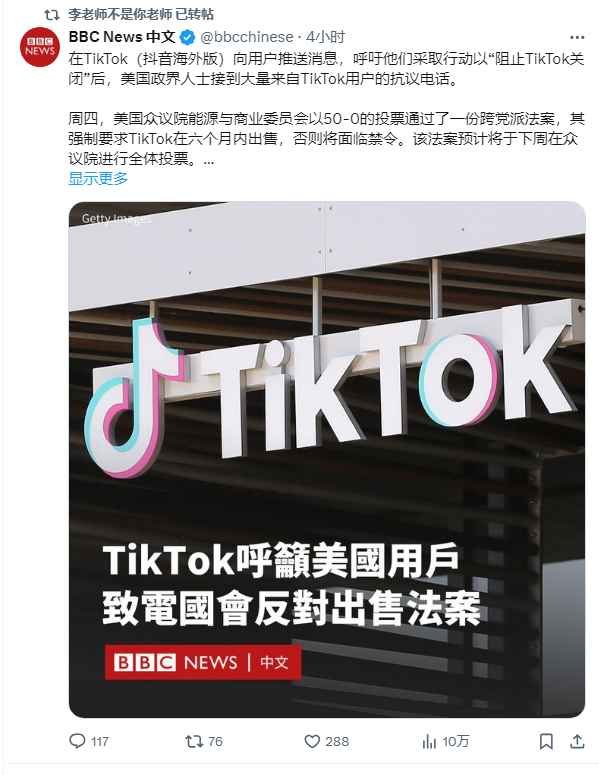 李老师不是你老师 已转帖
BBC News 中文 @bbcchinese · 4小时
在TikTok（抖音海外版）向用户推送消息，呼吁他们采取行动以“阻止TikTok关
闭”后，美国政界人士接到大量来自TikTok用户的抗议电话。
周四，美国众议院能源与商业委员会以50-0的投票通过了一份跨党派法案，其
强制要求TikTok在六个月内出售，否则将面临禁令。该法案预计将于下周在众
议院进行全体投票。...
显示更多
Getty Images
TikTok
TikTok呼籲美國用戶
致電國會反對出售法案
BBC NEWS | 中文
117 76 288 10万
BBC NEWS